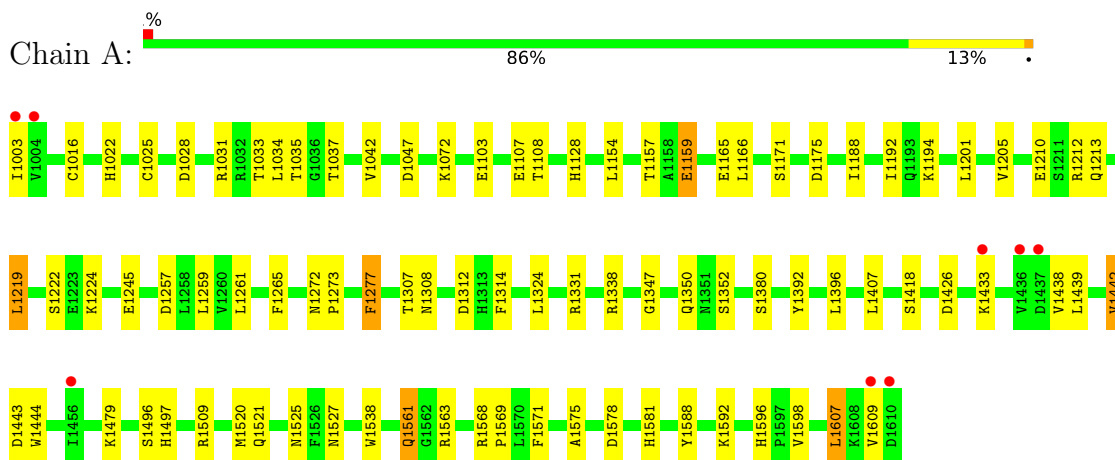 .%
Chain A:
86% 13% •
I1003 V1004 C1016 H1022 C1025 D1028 R1031 R1032 T1033 L1034 T1035 G1036 T1037 V1042 D1047 K1072 E1103 E1107 T1108 H1128 L1154 T1157 A1158 E1159 E1165 L1166 S1171 D1175 I1188 I1192 Q1193 K1194 L1201 V1205 E1210 S1211 R1212 Q1213
L1219 S1222 E1223 K1224 E1245 D1257 L1258 L1259 V1260 L1261 F1265 N1272 P1273 F1277 T1307 N1308 D1312 H1313 F1314 L1324 R1331 R1338 G1347 Q1350 N1351 S1352 S1380 Y1392 L1396 L1407 S1418 D1426 K1433 V1436 D1437 V1438 L1439 V1442
D1443 W1444 I1456 K1479 S1496 H1497 R1509 M1520 Q1521 N1525 F1526 N1527 W1538 Q1561 G1562 R1563 R1568 P1569 L1570 F1571 A1575 D1578 H1581 Y1588 K1592 H1596 P1597 V1598 L1607 K1608 V1609 D1610